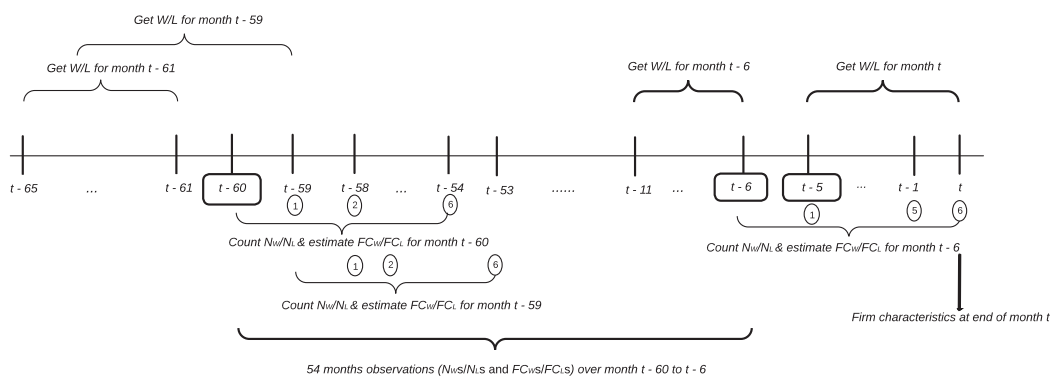 Get W/L for month t - 59
Get W/L for month t - 61
Get W/L for month t - 6
Get W/L for month t
t - 65 ... t - 61 t - 60 t - 59 t - 58 ... t - 54 t - 53 ...... t - 11 ... t - 6 t - 5 ... t - 1 t
1 2 6 1 5 6
Count NW/NL & estimate FCW/FCL for month t - 60
Count NW/NL & estimate FCW/FCL for month t - 6
1 2 6
Count NW/NL & estimate FCW/FCL for month t - 59
Firm characteristics at end of month t
54 months observations (NWs/NLs and FCWs/FCLs) over month t - 60 to t - 6